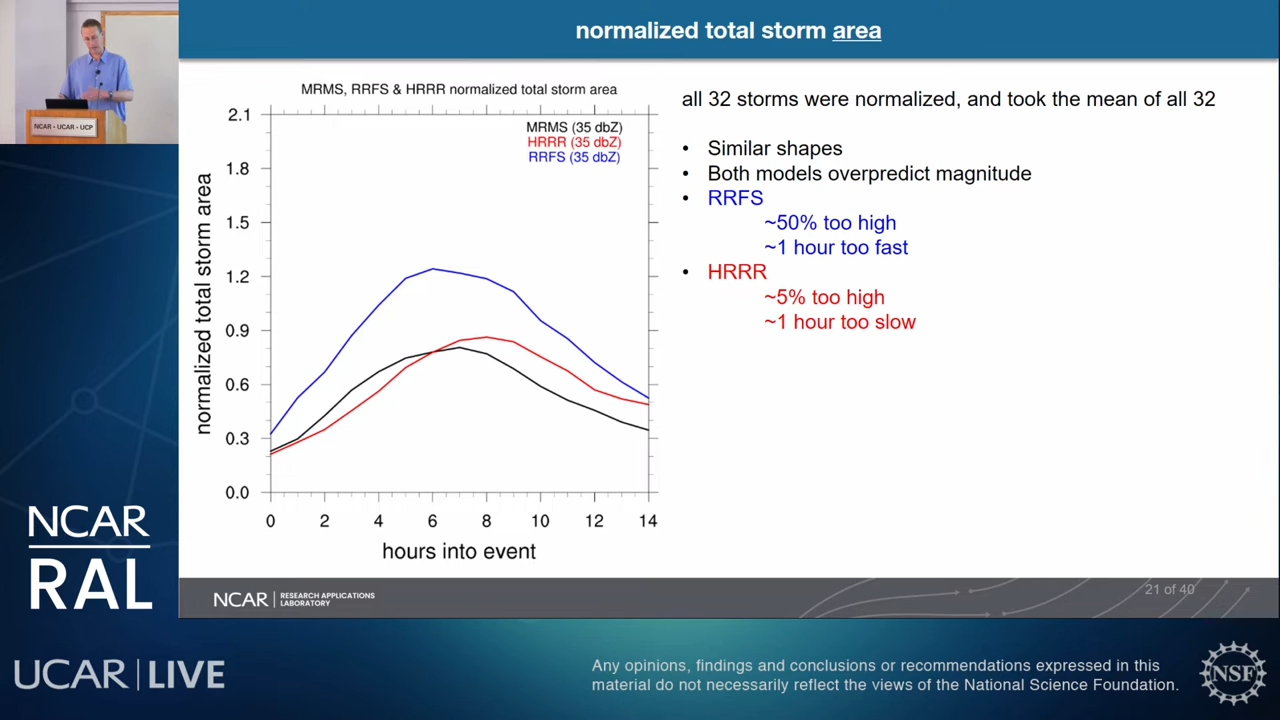 normalized total storm area
NCAR • UCAR • UCP
MRMS, RRFS & HRRR normalized total storm area
2.1
1.8
1.5
1.2
0.9
0.6
0.3
0.0
normalized total storm area
MRMS (35 dbZ)
HRRR (35 dbZ)
RRFS (35 dbZ)
0 2 4 6 8 10 12 14
hours into event
all 32 storms were normalized, and took the mean of all 32
• Similar shapes
• Both models overpredict magnitude
• RRFS
~50% too high
~1 hour too fast
• HRRR
~5% too high
~1 hour too slow
NCAR
RAL
NCAR | RESEARCH APPLICATIONS
LABORATORY
21 of 40
UCAR | LIVE
Any opinions, findings and conclusions or recommendations expressed in this
material do not necessarily reflect the views of the National Science Foundation.
NSF